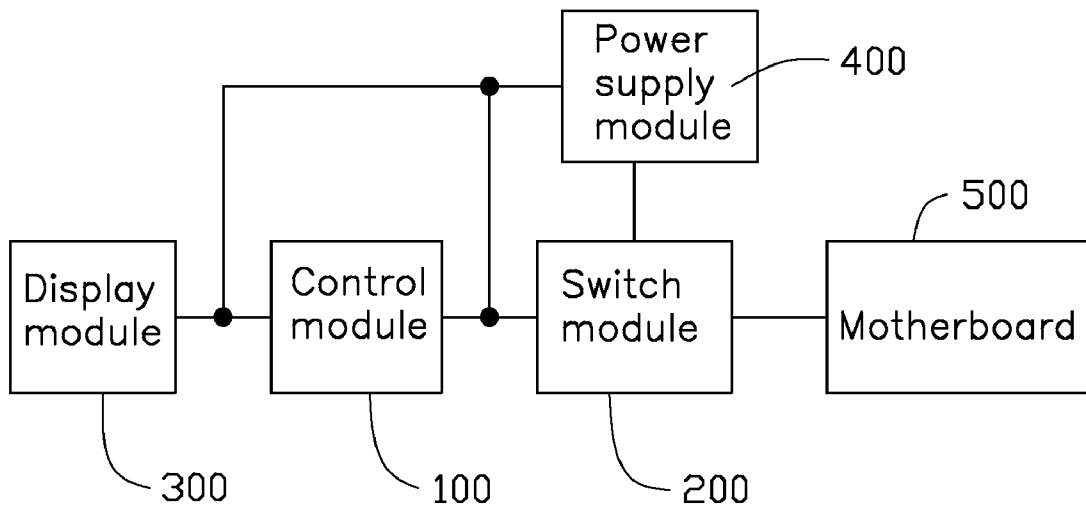 Power
supply
module
400
500
Display
module
Control
module
Switch
module
Motherboard
300
100
200